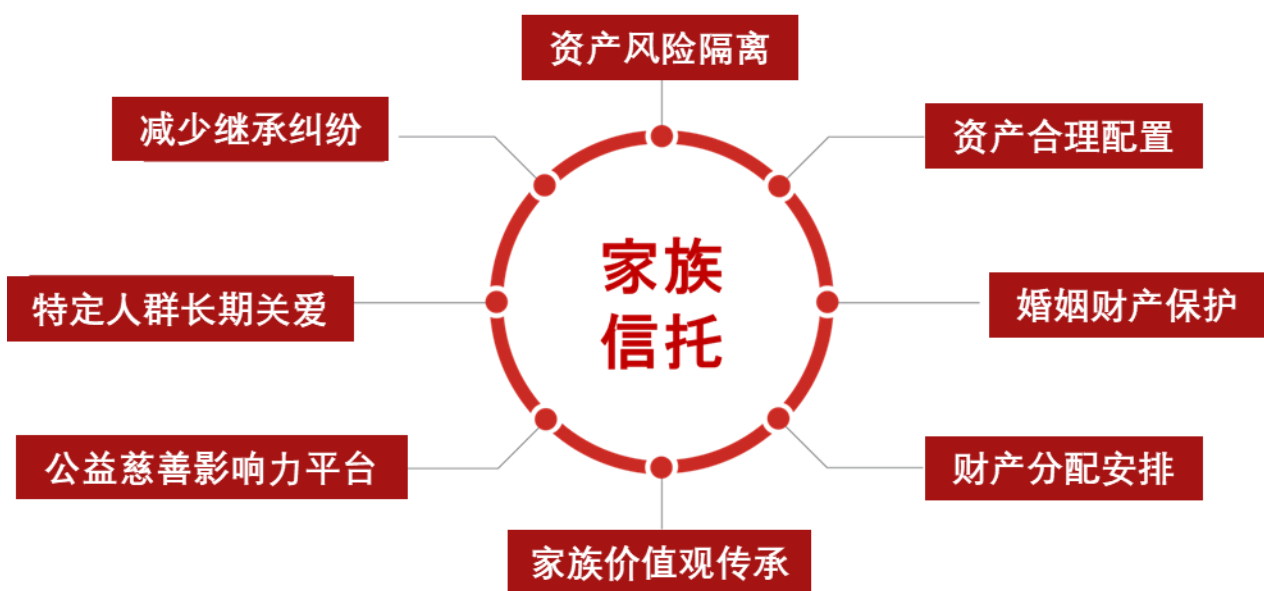 资产风险隔离
减少继承纠纷
资产合理配置
家族
信托
特定人群长期关爱
婚姻财产保护
公益慈善影响力平台
财产分配安排
家族价值观传承